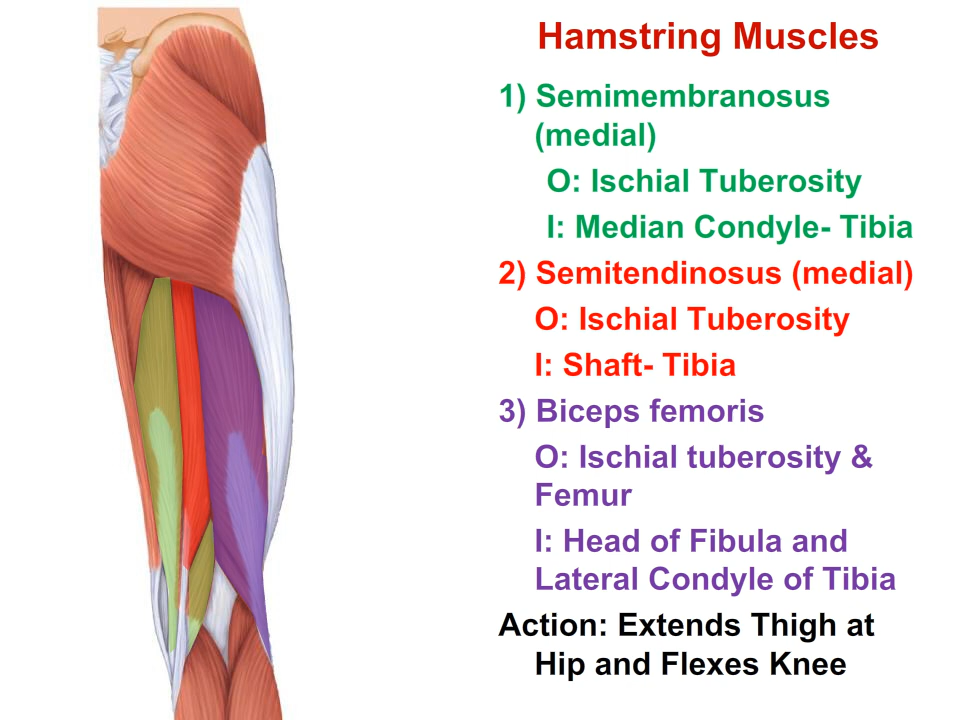 Hamstring Muscles
1) Semimembranosus
(medial)
O: Ischial Tuberosity
I: Median Condyle- Tibia
2) Semitendinosus (medial)
O: Ischial Tuberosity
I: Shaft- Tibia
3) Biceps femoris
O: Ischial tuberosity &
Femur
I: Head of Fibula and
Lateral Condyle of Tibia
Action: Extends Thigh at
Hip and Flexes Knee